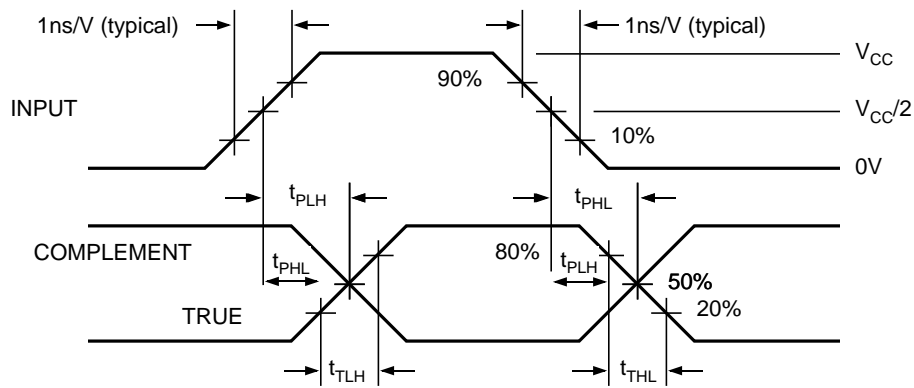 1ns/V (typical)
1ns/V (typical)
V_CC
90%
INPUT
V_CC/2
10%
0V
t_PLH
t_PHL
COMPLEMENT
80%
t_PHL
t_PLH
50%
TRUE
20%
t_TLH
t_THL